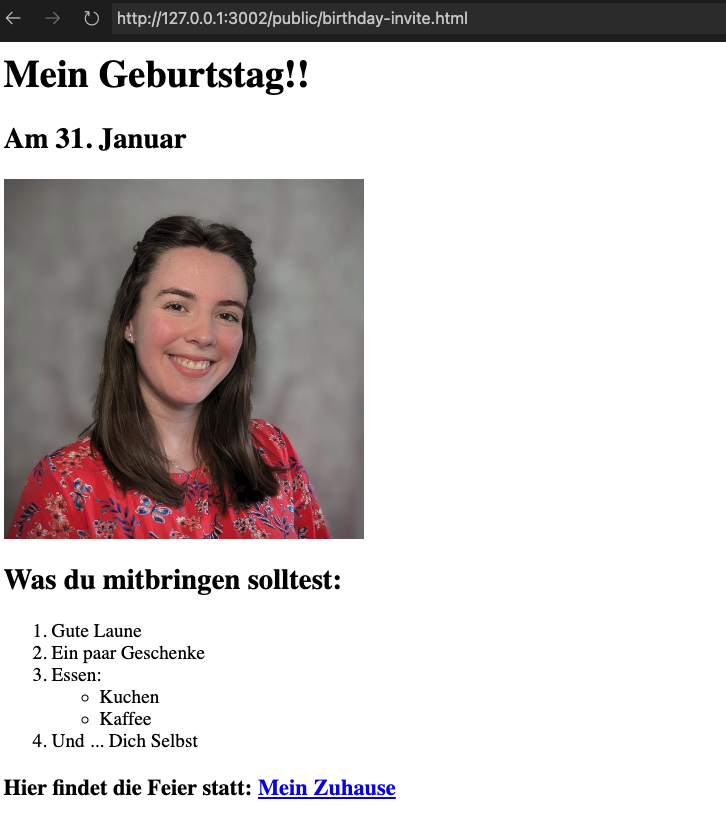 http://127.0.0.1:3002/public/birthday-invite.html
Mein Geburtstag!!
Am 31. Januar
Was du mitbringen solltest:
1. Gute Laune
2. Ein paar Geschenke
3. Essen:
Kuchen
Kaffee
4. Und ... Dich Selbst
Hier findet die Feier statt: Mein Zuhause